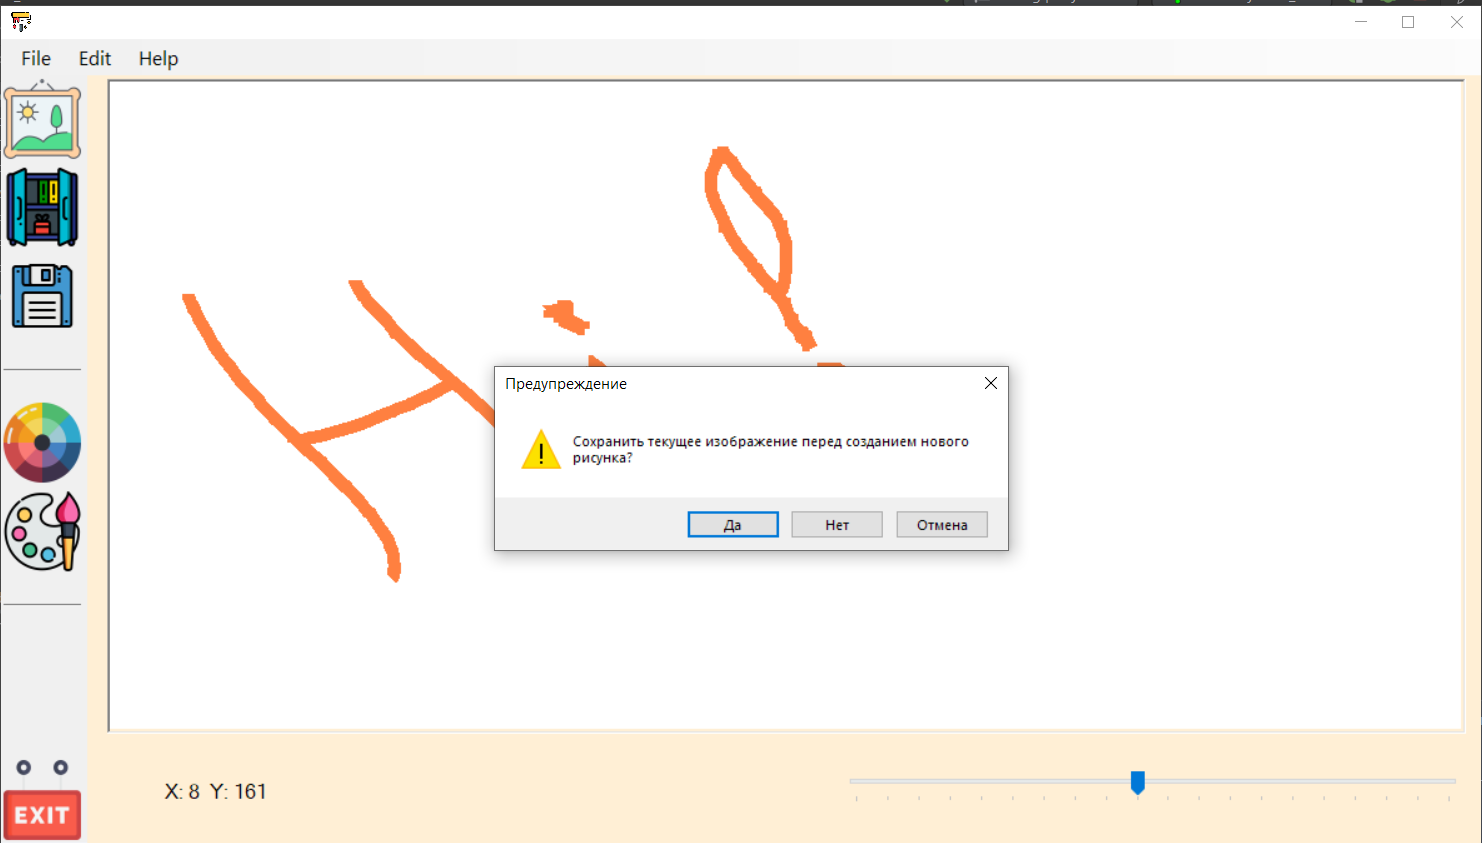 File Edit Help
Предупреждение
Сохранить текущее изображение перед созданием нового
рисунка?
Да Нет Отмена
X: 8 Y: 161
EXIT